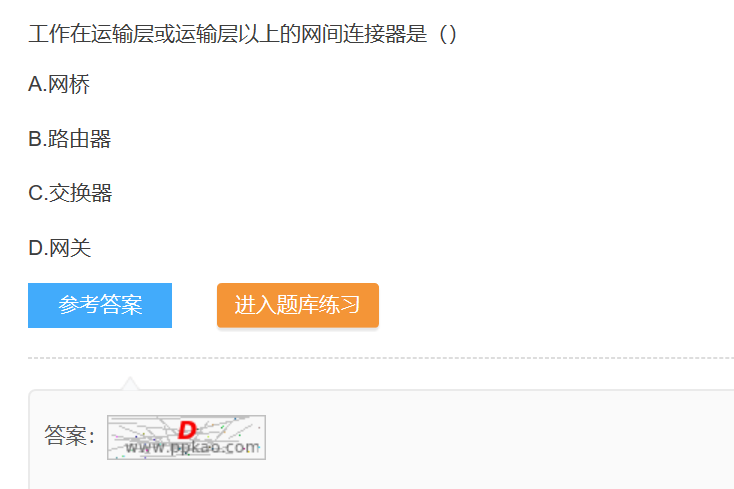 工作在运输层或运输层以上的网间连接器是（）
A.网桥
B.路由器
C.交换器
D.网关
参考答案 进入题库练习
答案: D
www.ppkao.com